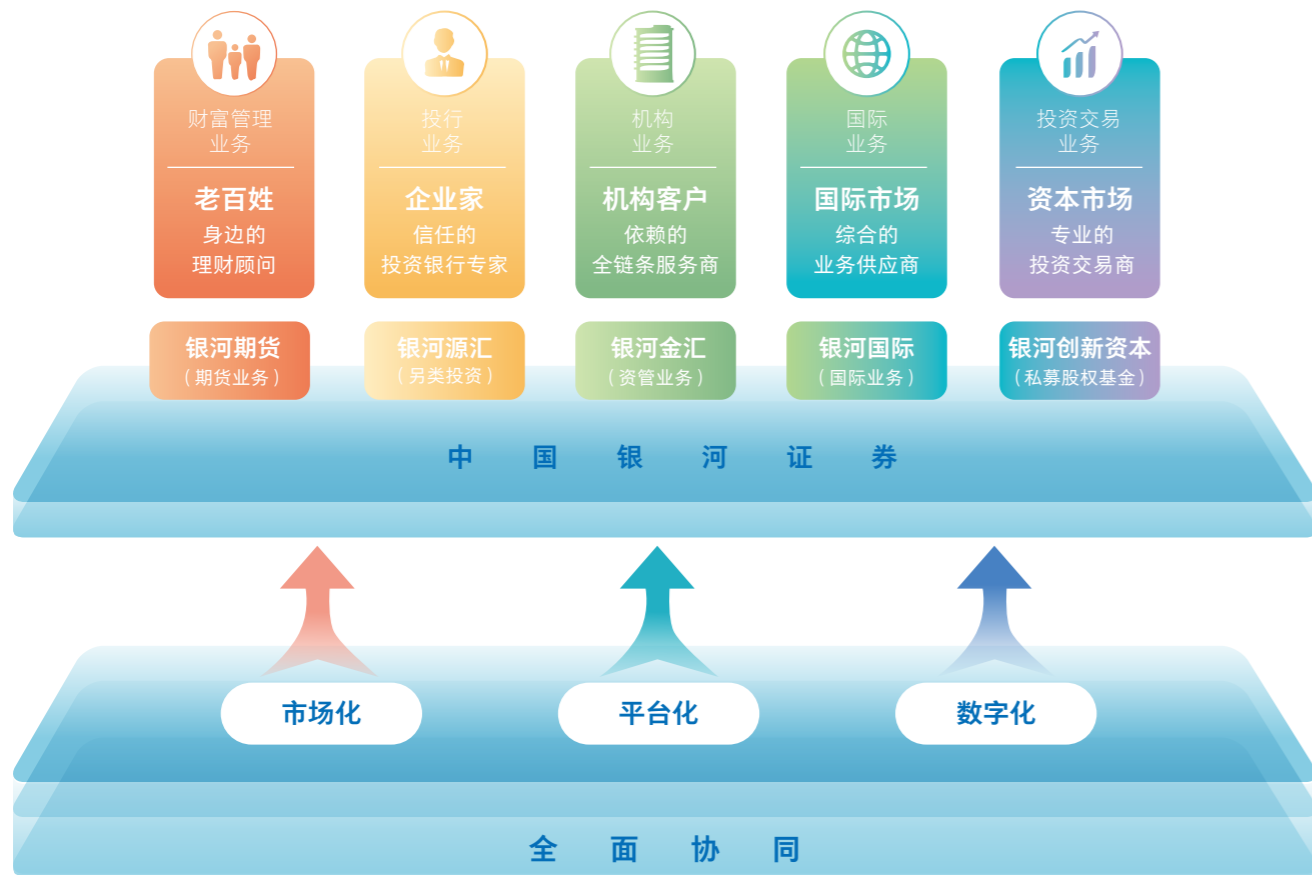 财富管理
业务
老百姓
身边的
理财顾问
投行
业务
企业家
信任的
投资银行专家
机构
业务
机构客户
依赖的
全链条服务商
国际
业务
国际市场
综合的
业务供应商
投资交易
业务
资本市场
专业的
投资交易商
银河期货
（期货业务）
银河源汇
（另类投资）
银河金汇
（资管业务）
银河国际
（国际业务）
银河创新资本
（私募股权基金）
中国银河证券
市场化
平台化
数字化
全面协同